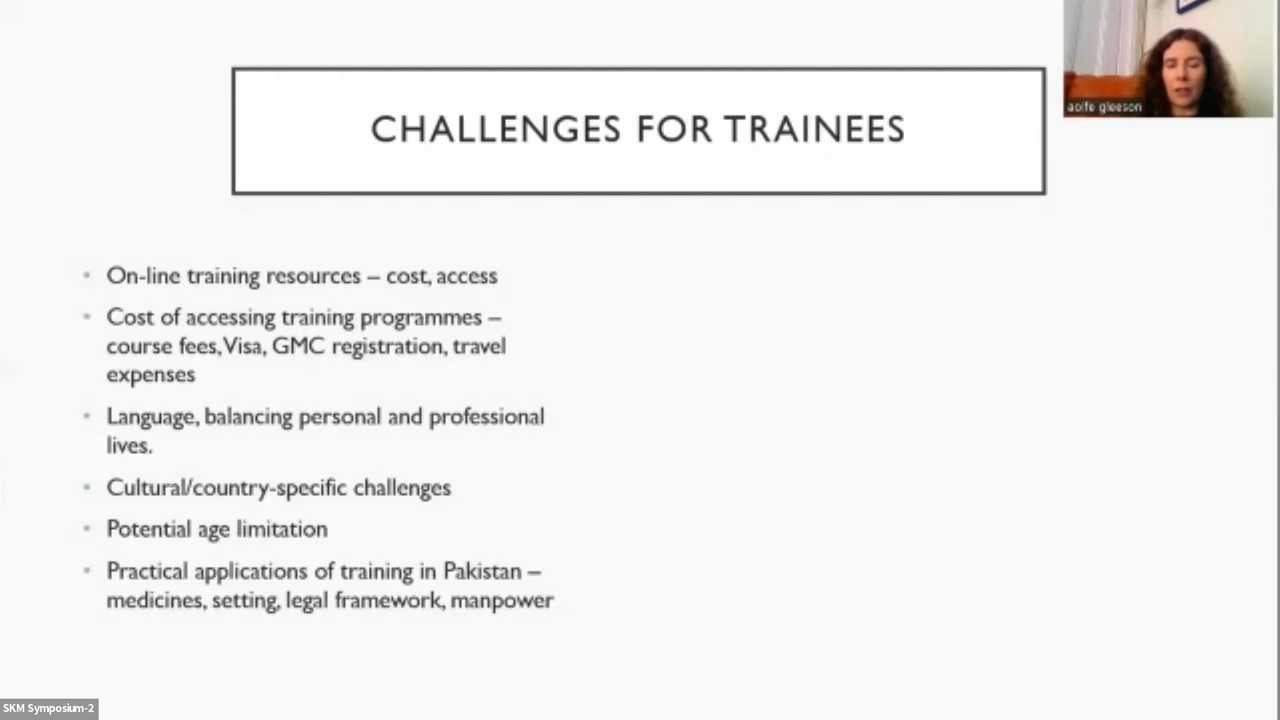 CHALLENGES FOR TRAINEES
aoife gleeson
• On-line training resources – cost, access
• Cost of accessing training programmes –
course fees, Visa, GMC registration, travel
expenses
• Language, balancing personal and professional
lives.
• Cultural/country-specific challenges
• Potential age limitation
• Practical applications of training in Pakistan –
medicines, setting, legal framework, manpower
SKM Symposium-2